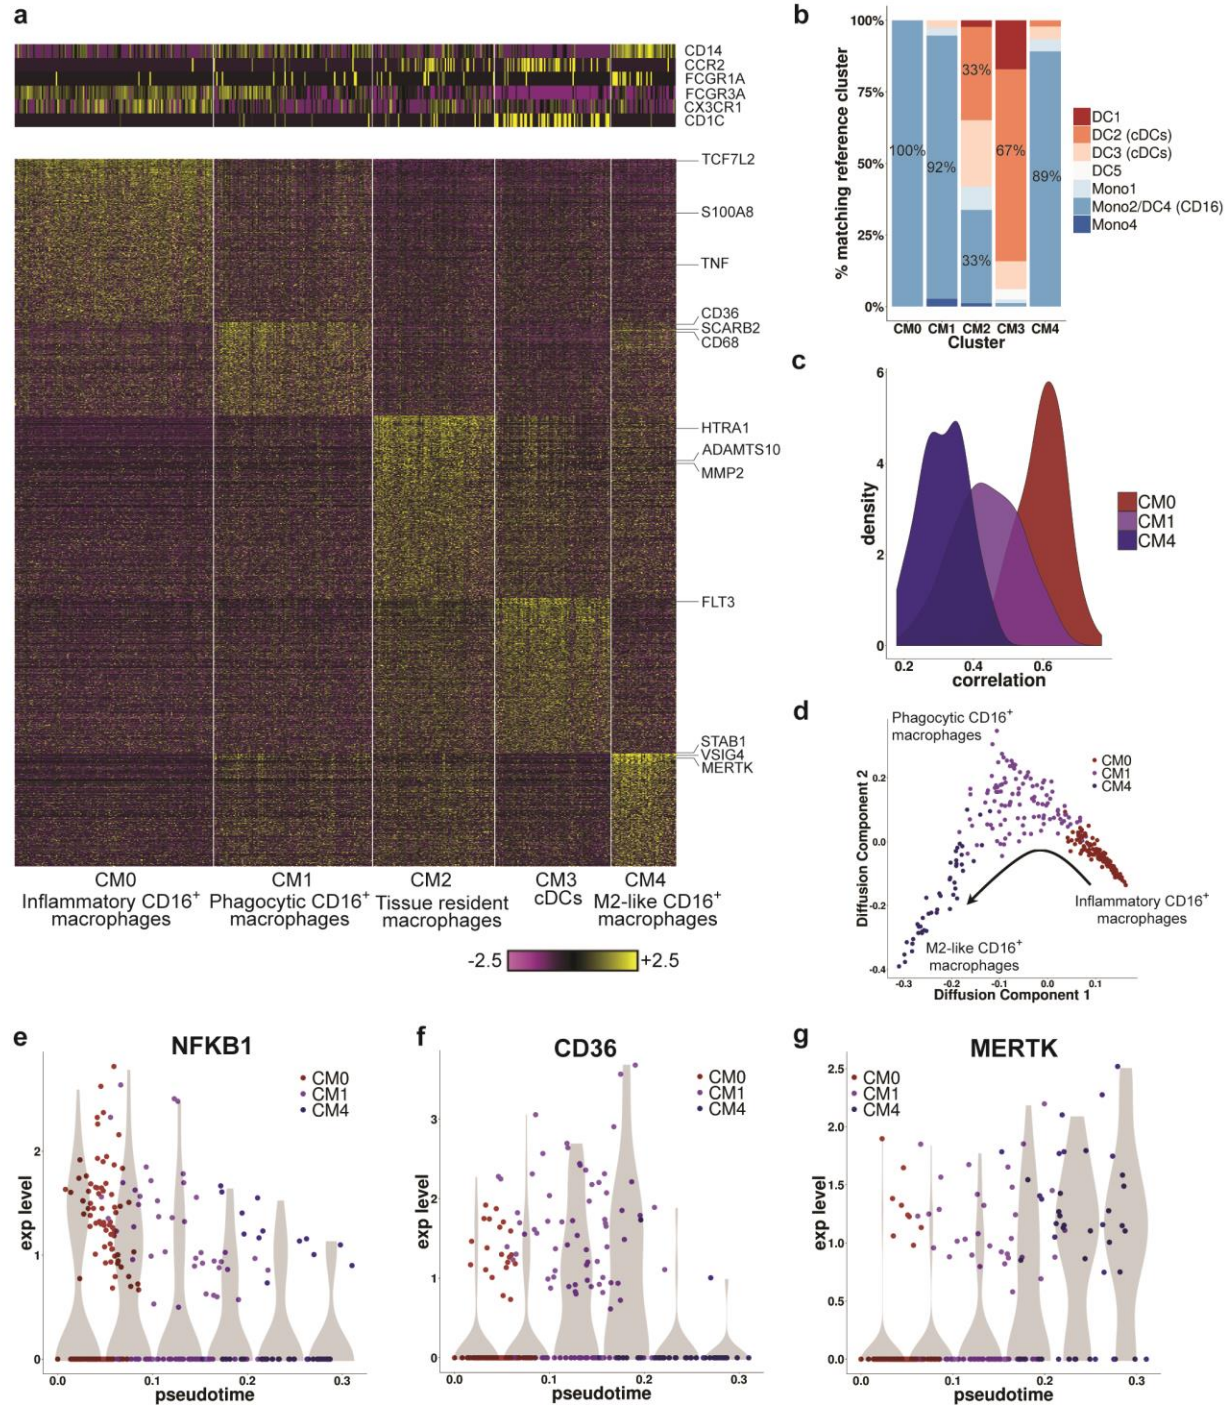 a
CD14
CCR2
FCGR1A
FCGR3A
CX3CR1
CD1C
TCF7L2
S100A8
TNF
CD36
SCARB2
CD68
HTRA1
ADAMTS10
MMP2
FLT3
STAB1
VSIG4
MERTK
CM0
Inflammatory CD16+
macrophages
CM1
Phagocytic CD16+
macrophages
CM2
Tissue resident
macrophages
CM3
cDCs
CM4
M2-like CD16+
macrophages
-2.5
+2.5
b
% matching reference cluster
100%
75%
50%
25%
0%
100%
92%
33%
33%
67%
89%
CM0 CM1 CM2 CM3 CM4
Cluster
DC1
DC2 (cDCs)
DC3 (cDCs)
DC5
Mono1
Mono2/DC4 (CD16)
Mono4
c
density
6
4
2
0
0.2 0.4 0.6
correlation
CM0
CM1
CM4
d
Phagocytic CD16+
macrophages
CM0
CM1
CM4
Diffusion Component 2
0.2
0.0
-0.2
-0.4
Inflammatory CD16+
macrophages
M2-like CD16+
macrophages
-0.3 -0.2 -0.1 0.0 0.1
Diffusion Component 1
e
NFKB1
CM0
CM1
CM4
exp level
2
1
0
0.0 0.1 0.2 0.3
pseudotime
f
CD36
CM0
CM1
CM4
exp level
3
2
1
0
0.0 0.1 0.2 0.3
pseudotime
g
MERTK
CM0
CM1
CM4
exp level
2.5
2.0
1.5
1.0
0.5
0.0
0.0 0.1 0.2 0.3
pseudotime